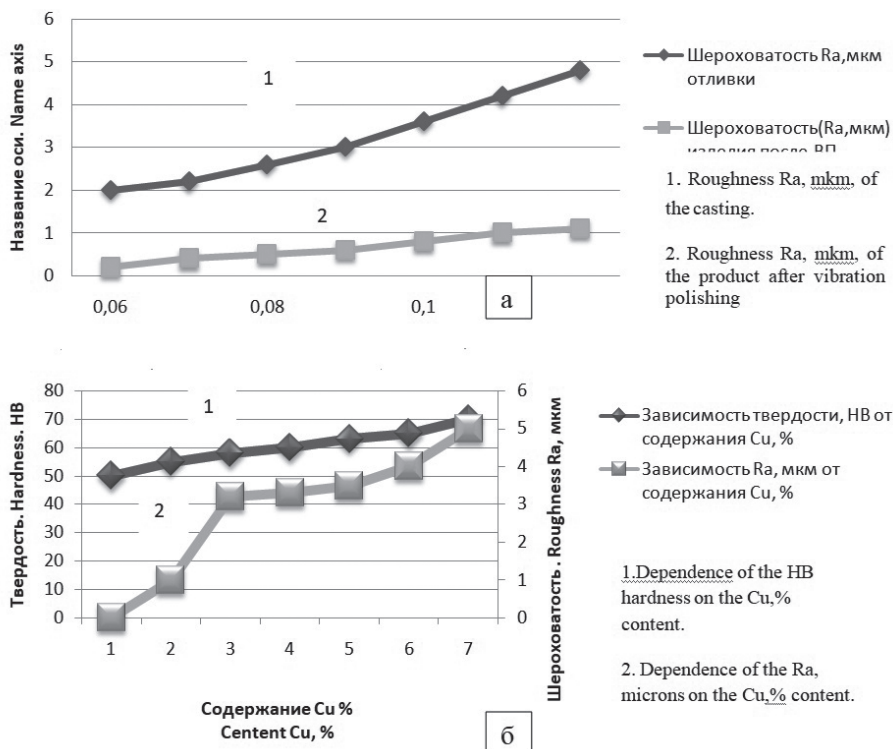 6
5
4
3
2
1
0
Название оси. Name axis
1
2
0,06
0,08
0,1
а
Шероховатость Ra,мкм
отливки
Шероховатость(Ra,мкм)
изделия после ВП
1. Roughness Ra, mkm, of
the casting.
2. Roughness Ra, mkm, of
the product after vibration
polishing
80
70
60
50
40
30
20
10
0
Твердость. Hardness. HB
1
2
6
5
4
3
2
1
0
Шероховатость . Roughness Ra, мкм
1 2 3 4 5 6 7
Содержание Cu %
Centent Cu, %
б
Зависимость твердости, HB от
содержания Cu, %
Зависимость Ra, мкм от
содержания Cu, %
1.Dependence of the HB
hardness on the Cu,%
content.
2. Dependence of the Ra,
microns on the Cu,% content.